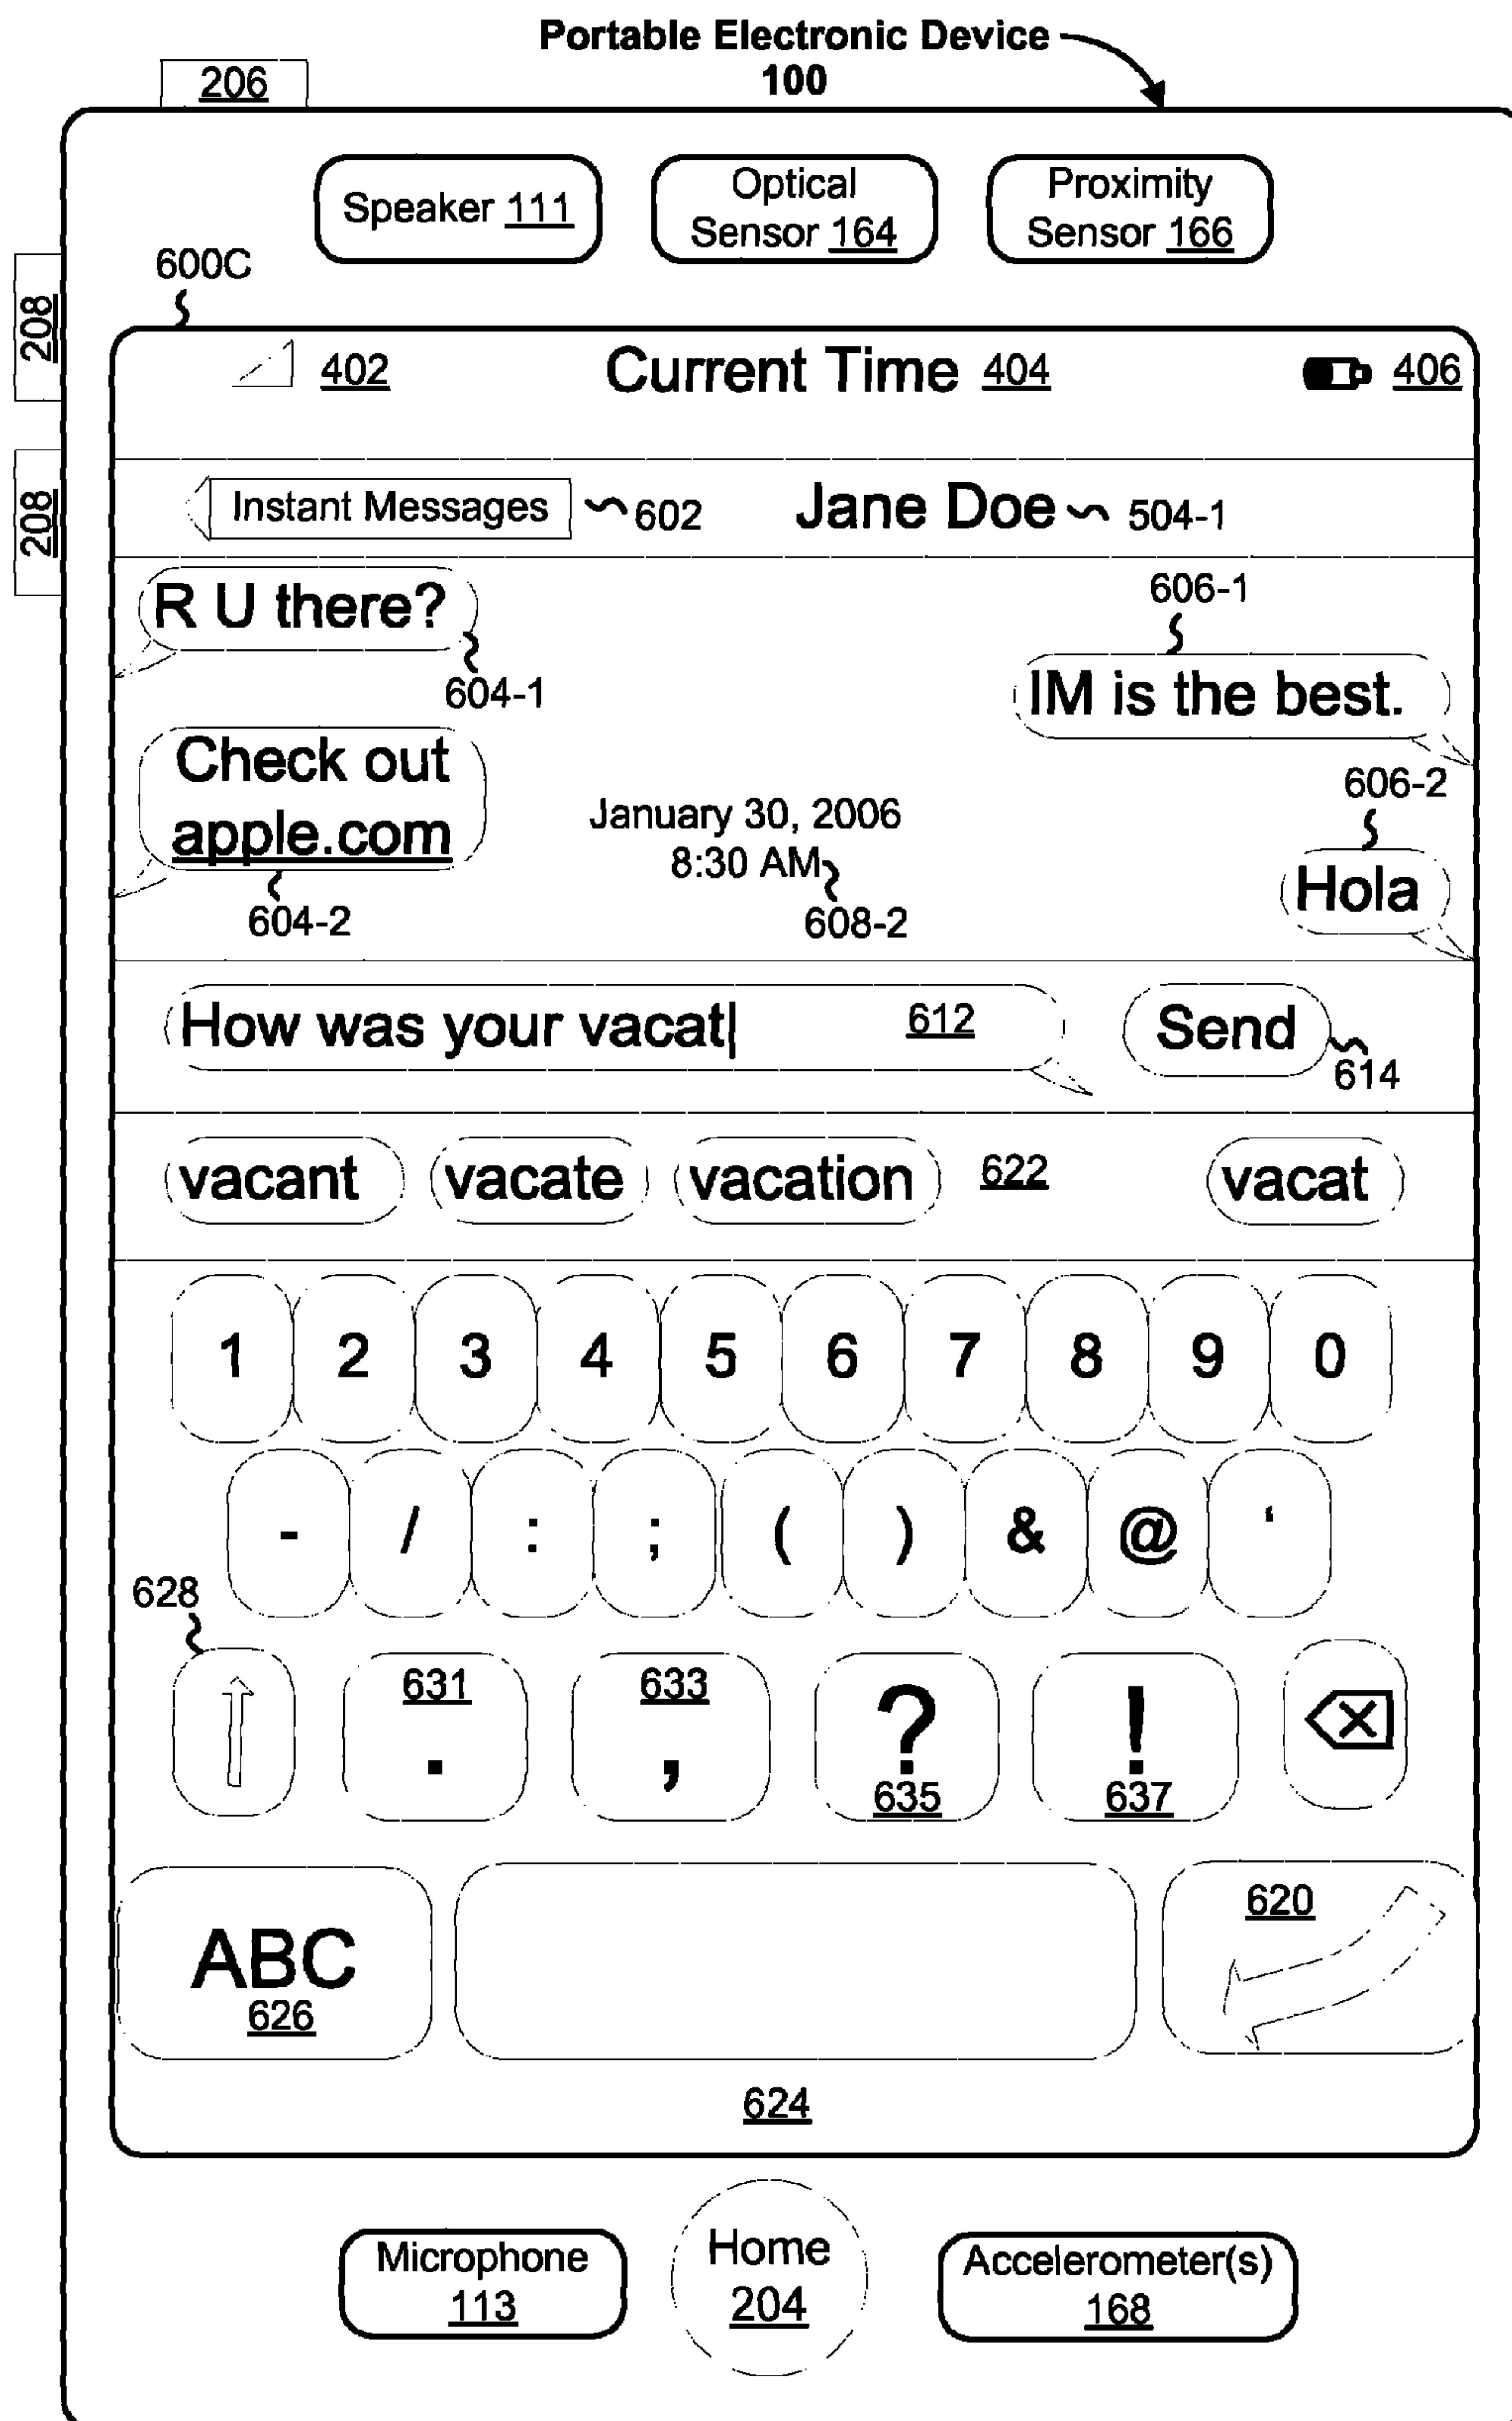 Portable Electronic Device
100
206
Speaker 111
Optical
Sensor 164
Proximity
Sensor 166
600C
208
402
Current Time 404
406
208
Instant Messages
602
Jane Doe
504-1
R U there?
604-1
606-1
IM is the best.
Check out
apple.com
604-2
January 30, 2006
8:30 AM
608-2
606-2
Hola
How was your vacat
612
Send
614
vacant
vacate
vacation
622
vacat
1 2 3 4 5 6 7 8 9 0
- / : ; ( ) & @ ‘
628
631
.
633
,
?
635
!
637
ABC
626
620
624
Microphone
113
Home
204
Accelerometer(s)
168